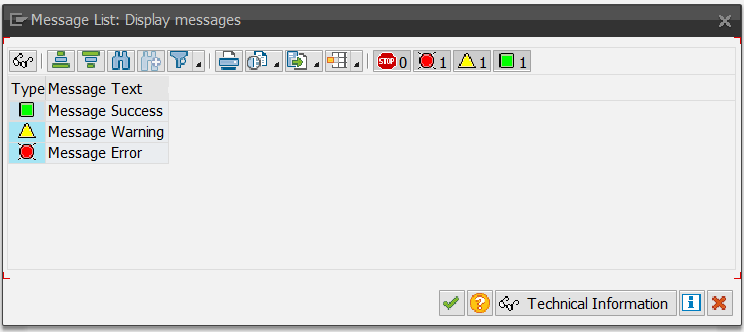 Message List: Display messages
STOP 0 1 1 1
Type Message Text
Message Success
Message Warning
Message Error
? Technical Information i